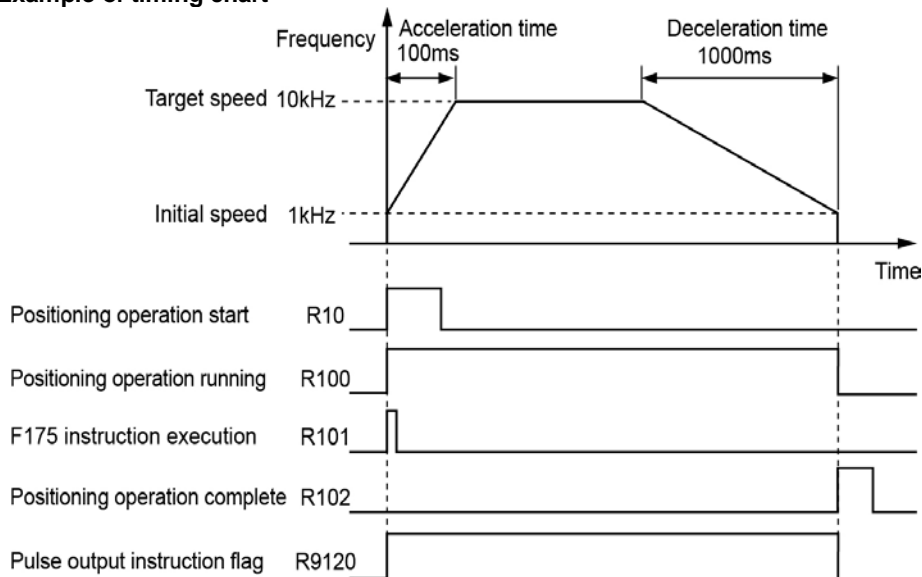 Example of timing chart
Frequency
Acceleration time
100ms
Deceleration time
1000ms
Target speed 10kHz
Initial speed 1kHz
Time
Positioning operation start R10
Positioning operation running R100
F175 instruction execution R101
Positioning operation complete R102
Pulse output instruction flag R9120